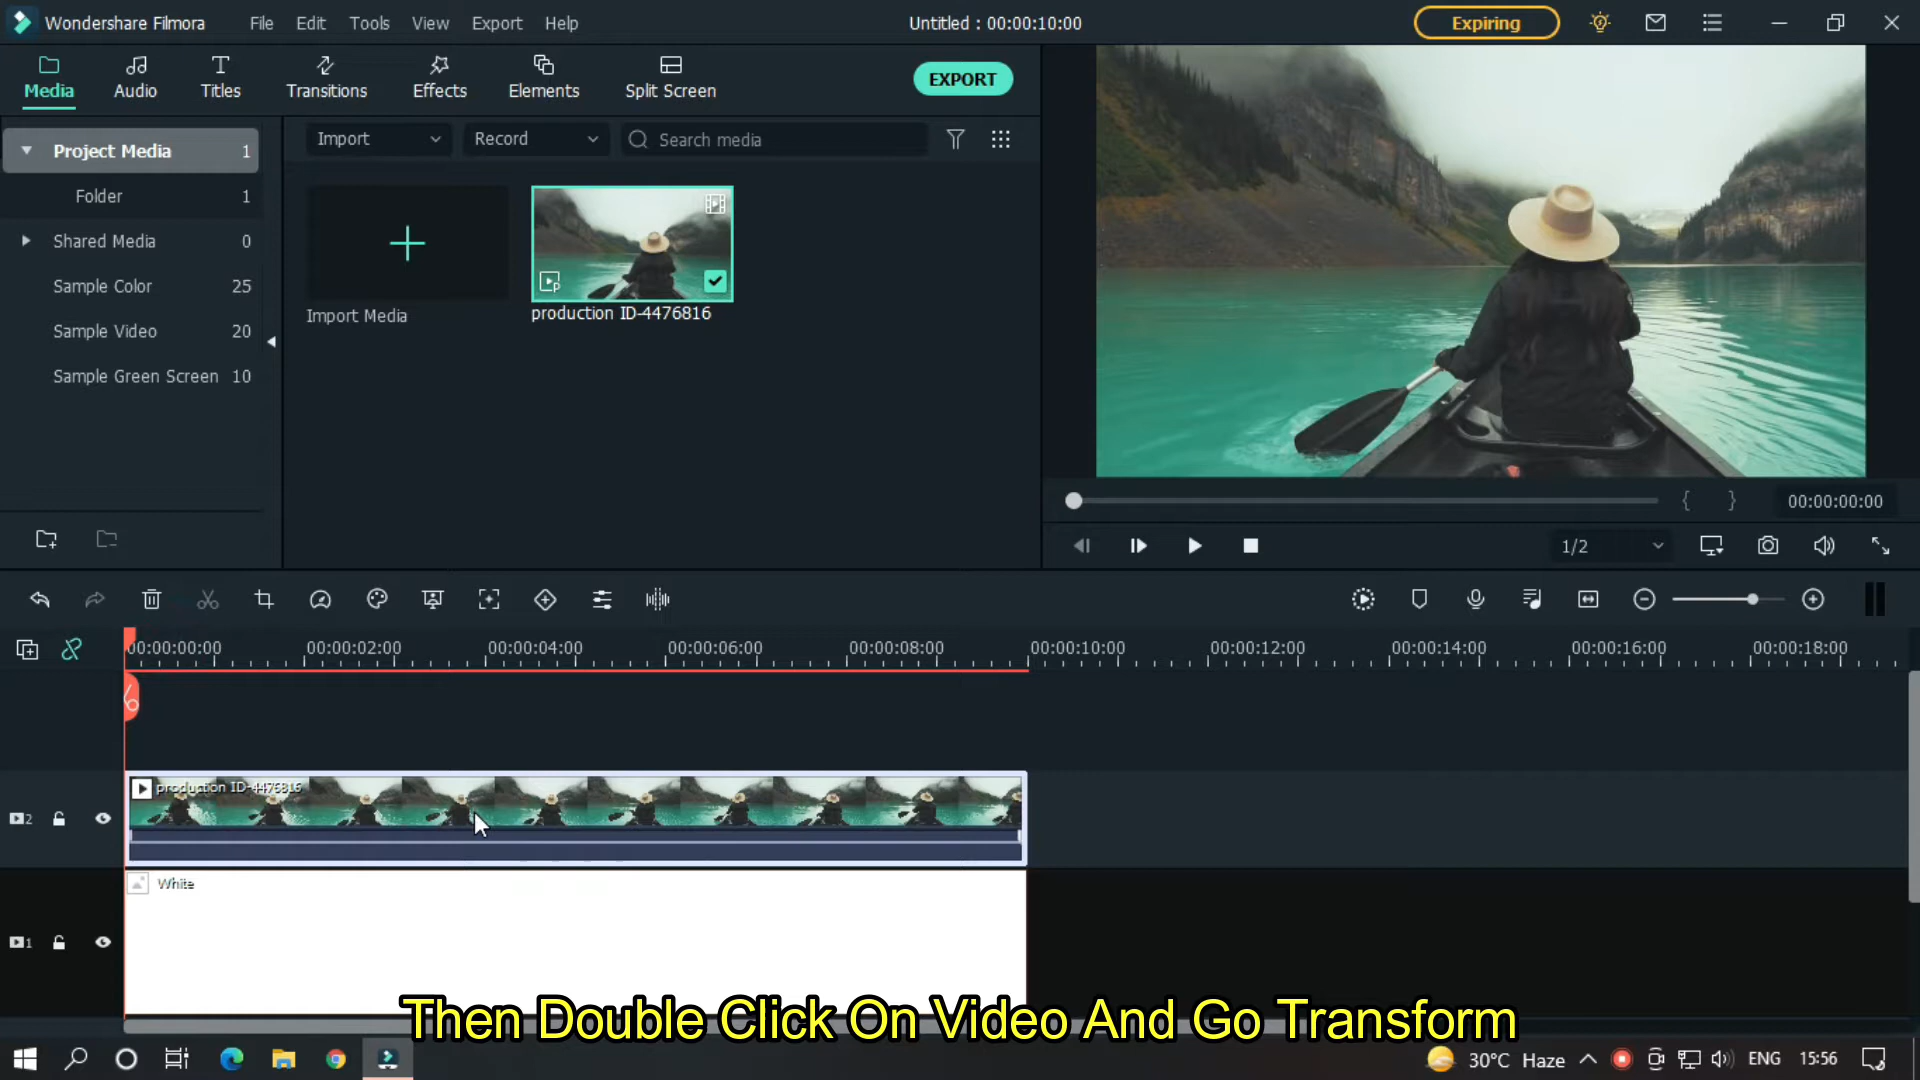 Wondershare Filmora
File
Edit
Tools
View
Export
Help
Untitled : 00:00:10:00
Expiring
Media
Audio
Titles
Transitions
Effects
Elements
Split Screen
EXPORT
Project Media 1
Folder 1
Shared Media 0
Sample Color 25
Sample Video 20
Sample Green Screen 10
Import
Record
Search media
Import Media
production ID-4476816
{ }
00:00:00:00
1/2
00:00:00:00
00:00:02:00
00:00:04:00
00:00:06:00
00:00:08:00
00:00:10:00
00:00:12:00
00:00:14:00
00:00:16:00
00:00:18:00
production ID-4476816
2
White
1
Then Double Click On Video And Go Transform
30°C Haze
ENG
15:56